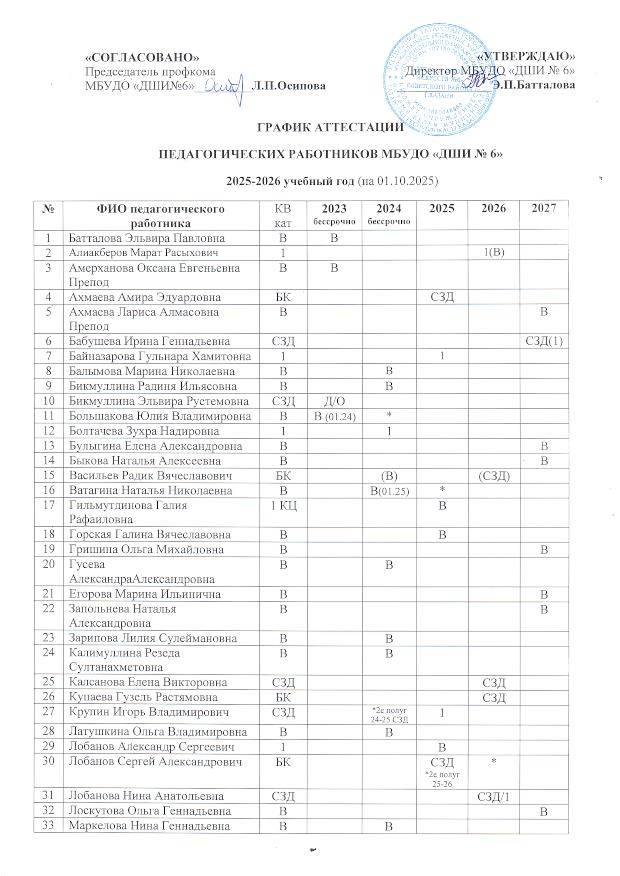 «СОГЛАСОВАНО» «УТВЕРЖДАЮ»
Председатель профкома Директор МБУДО «ДШИ № 6»
МБУДО «ДШИ№6» Л.П.Осипова Э.П.Батталова
ГРАФИК АТТЕСТАЦИИ
ПЕДАГОГИЧЕСКИХ РАБОТНИКОВ МБУДО «ДШИ № 6»
2025-2026 учебный год (на 01.10.2025)
№ ФИО педагогического КВ 2023 2024 2025 2026 2027
работника кат бессрочно бессрочно
1 Батталова Эльвира Павловна В В
2 Алиакберов Марат Расыхович 1 1(В)
3 Амерханова Оксана Евгеньевна В В
Препод
4 Ахмаева Амира Эдуардовна БК СЗД
5 Ахмаева Лариса Алмасовна В В
Препод
6 Бабушева Ирина Геннадьевна СЗД СЗД(1)
7 Байназарова Гульнара Хамитовна 1 1
8 Балымова Марина Николаевна В В
9 Бикмуллина Радиня Ильясовна В В
10 Бикмуллина Эльвира Рустемовна СЗД Д/О
11 Большакова Юлия Владимировна В В (01.24) *
12 Болтачева Зухра Надировна 1 1
13 Булыгина Елена Александровна В В
14 Быкова Наталья Алексеевна В В
15 Васильев Радик Вячеславович БК (В) (СЗД)
16 Ватагина Наталья Николаевна В В(01.25) *
17 Гильмутдинова Галия 1 КЦ В
Рафаиловна
18 Горская Галина Вячеславовна В В
19 Гришина Ольга Михайловна В В
20 Гусева В В
АлександраАлександровна
21 Егорова Марина Ильинична В В
22 Запольнева Наталья В В
Александровна
23 Зарипова Лилия Сулеймановна В В
24 Калимуллина Резеда В В
Султанахметовна
25 Калсанова Елена Викторовна СЗД СЗД
26 Купаева Гузель Растямовна БК СЗД
27 Крупин Игорь Владимирович СЗД *2е полуг 1
24-25 СЗД
28 Латушкина Ольга Владимировна В В
29 Лобанов Александр Сергеевич 1 В
30 Лобанов Сергей Александрович БК СЗД *
*2е полуг
25-26
31 Лобанова Нина Анатольевна СЗД СЗД/1
32 Лоскутова Ольга Геннадьевна В В
33 Маркелова Нина Геннадьевна В В